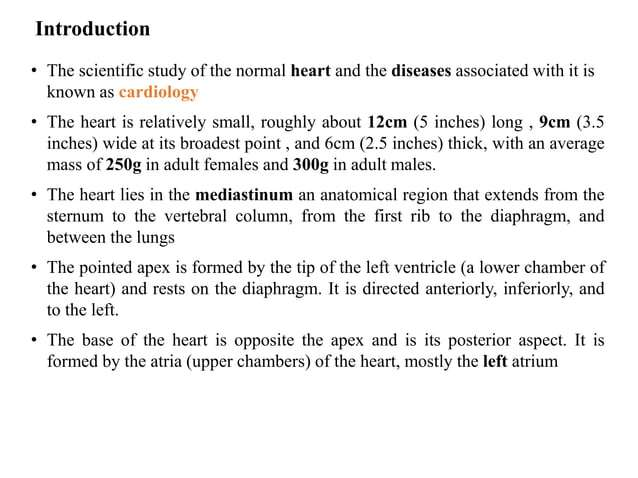 Introduction
• The scientific study of the normal heart and the diseases associated with it is
known as cardiology
• The heart is relatively small, roughly about 12cm (5 inches) long , 9cm (3.5
inches) wide at its broadest point , and 6cm (2.5 inches) thick, with an average
mass of 250g in adult females and 300g in adult males.
• The heart lies in the mediastinum an anatomical region that extends from the
sternum to the vertebral column, from the first rib to the diaphragm, and
between the lungs
• The pointed apex is formed by the tip of the left ventricle (a lower chamber of
the heart) and rests on the diaphragm. It is directed anteriorly, inferiorly, and
to the left.
• The base of the heart is opposite the apex and is its posterior aspect. It is
formed by the atria (upper chambers) of the heart, mostly the left atrium